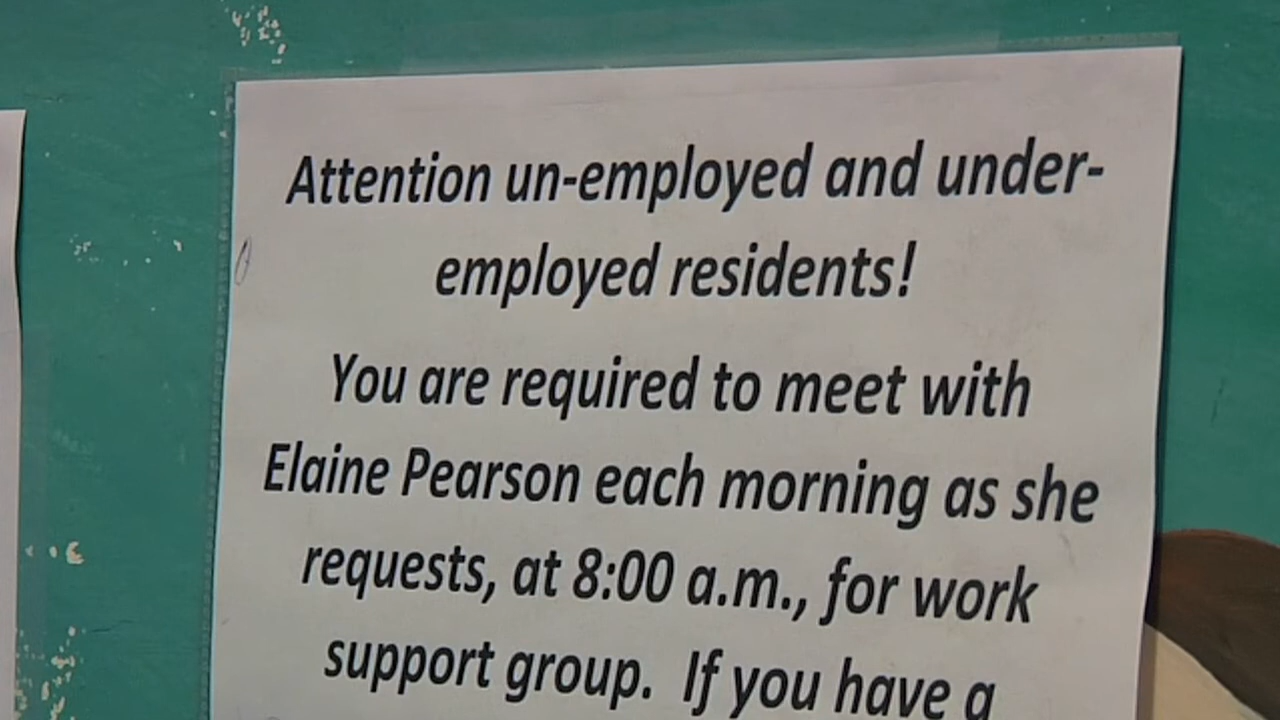 Attention un-employed and under-
employed residents!
You are required to meet with
Elaine Pearson each morning as she
requests, at 8:00 a.m., for work
support group.  If you have a